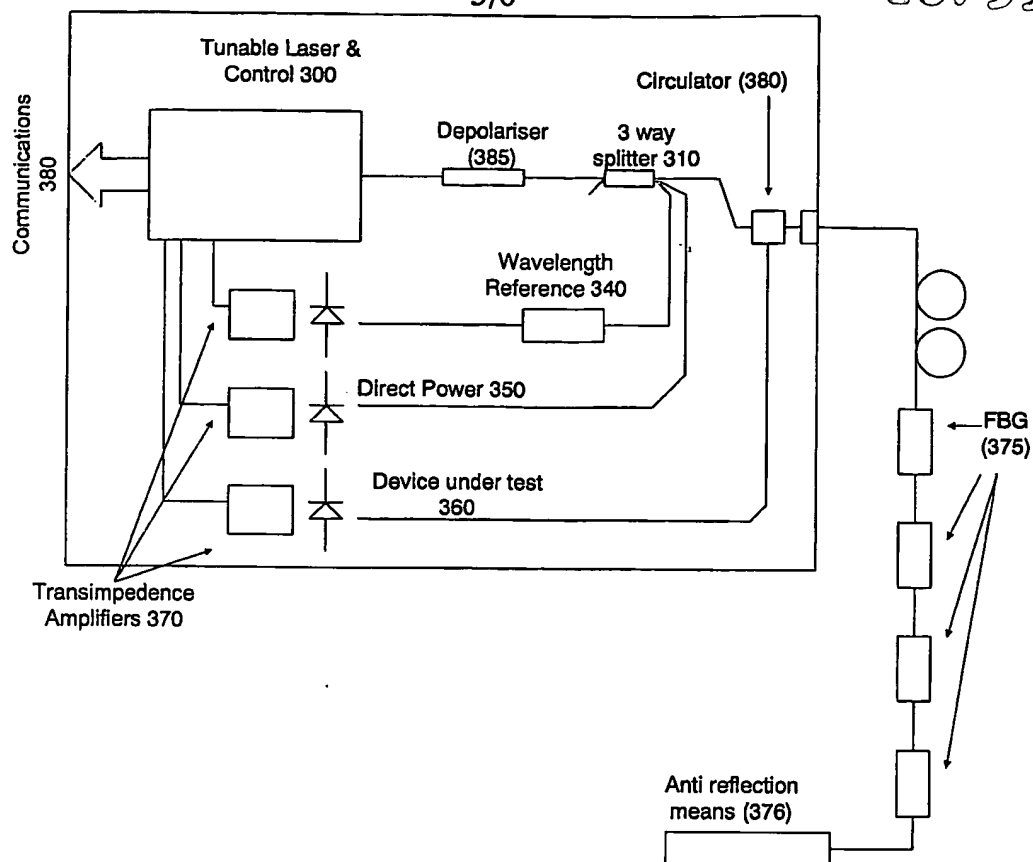 Tunable Laser &
Control 300
Circulator (380)
Communications
380
Depolariser
(385)
3 way
splitter 310
Wavelength
Reference 340
Direct Power 350
FBG
(375)
Device under test
360
Transimpedence
Amplifiers 370
Anti reflection
means (376)